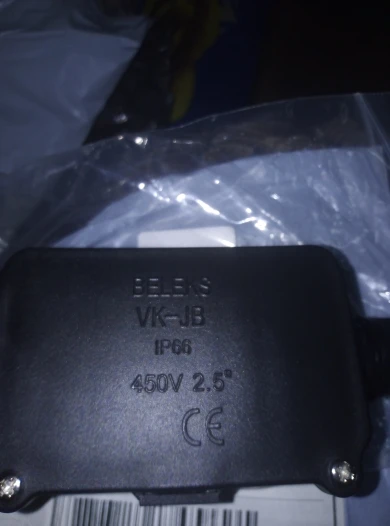 BELEKS
VK-JB
IP66
450V 2.5"
CE